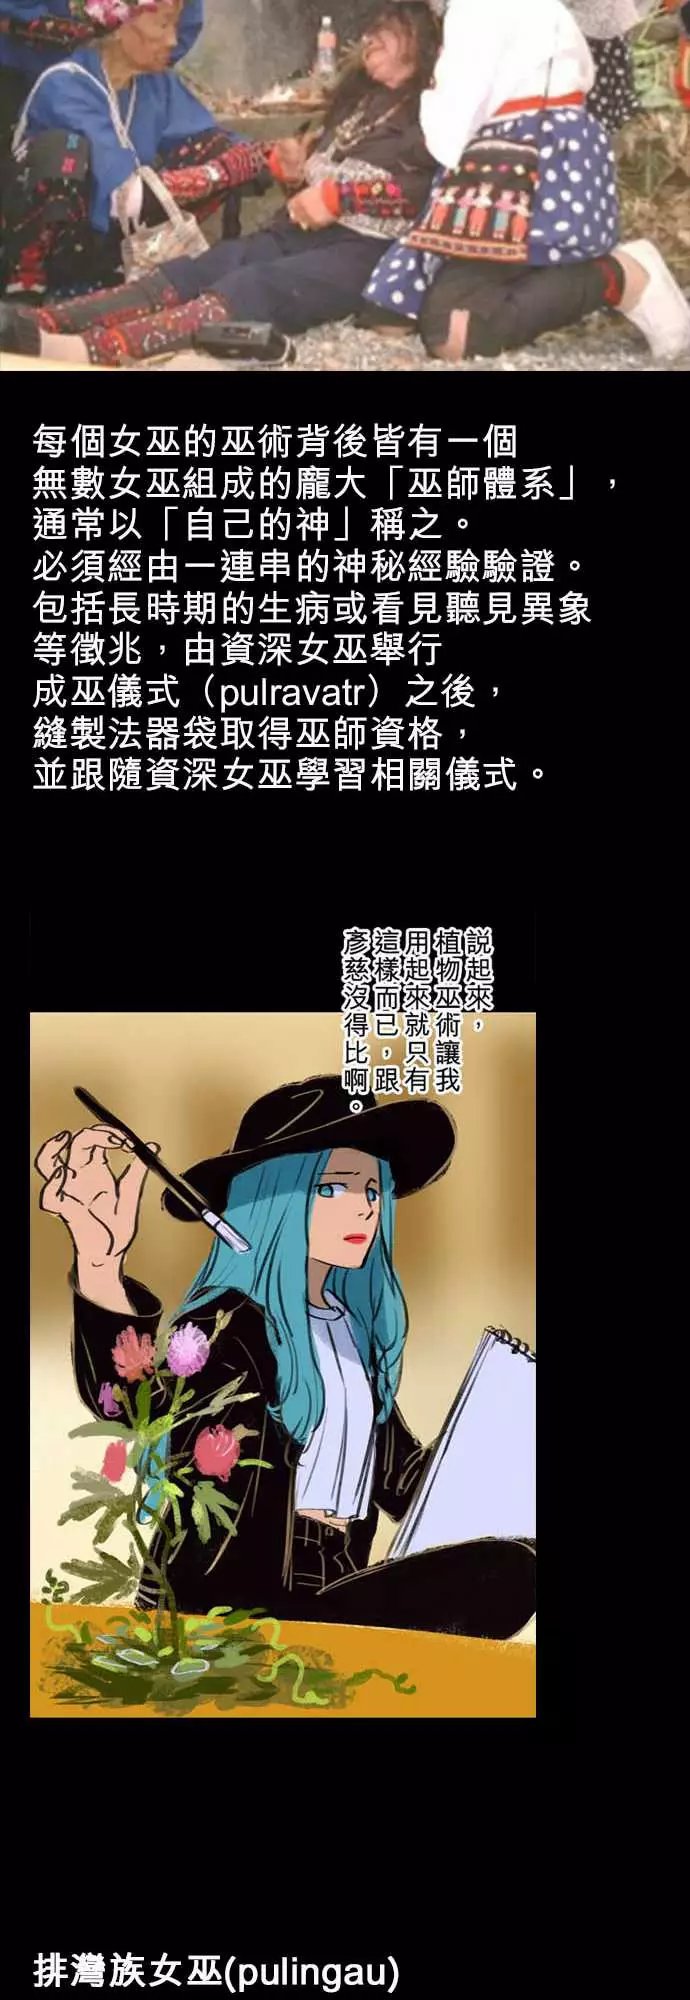 每個女巫的巫術背後皆有一個
無數女巫組成的龐大「巫師體系」，
通常以「自己的神」稱之。
必須經由一連串的神秘經驗驗證。
包括長時期的生病或看見聽見異象
等徵兆，由資深女巫舉行
成巫儀式（pulravatr）之後，
縫製法器袋取得巫師資格，
並跟隨資深女巫學習相關儀式。
説起來，
植物巫術讓我
用起來就只有
這樣而已，跟
彥慈沒得比啊。
排灣族女巫(pulingau)